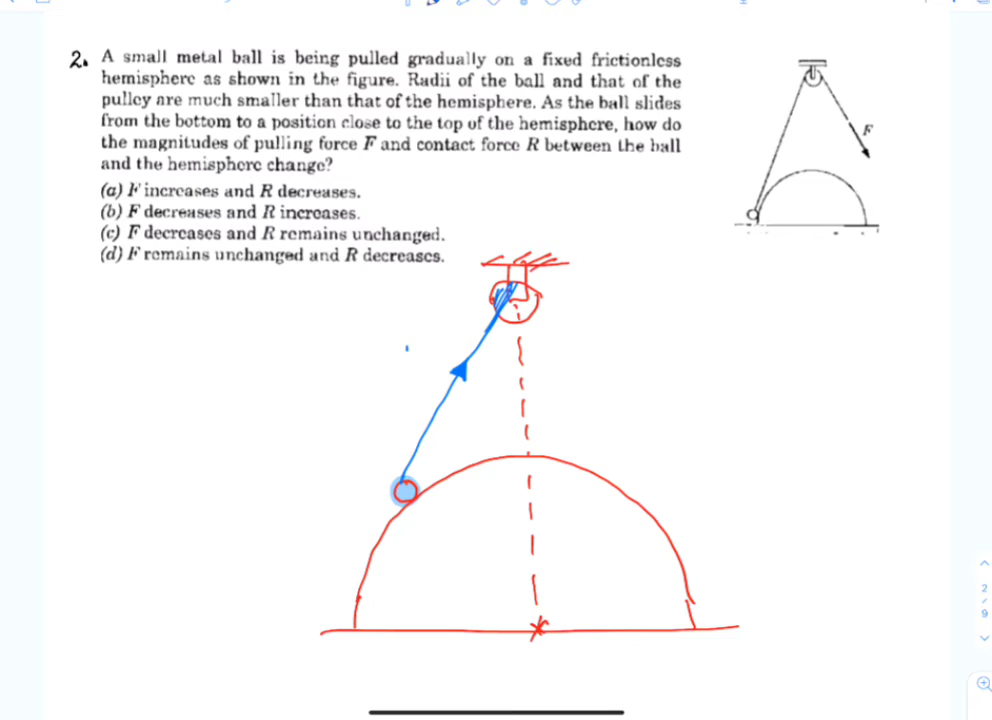 2. A small metal ball is being pulled gradually on a fixed frictionless
hemisphere as shown in the figure. Radii of the ball and that of the
pulley are much smaller than that of the hemisphere. As the ball slides
from the bottom to a position close to the top of the hemisphere, how do
the magnitudes of pulling force F and contact force R between the ball
and the hemisphere change?
(a) F increases and R decreases.
(b) F decreases and R increases.
(c) F decreases and R remains unchanged.
(d) F remains unchanged and R decreases.
F
2
/
9